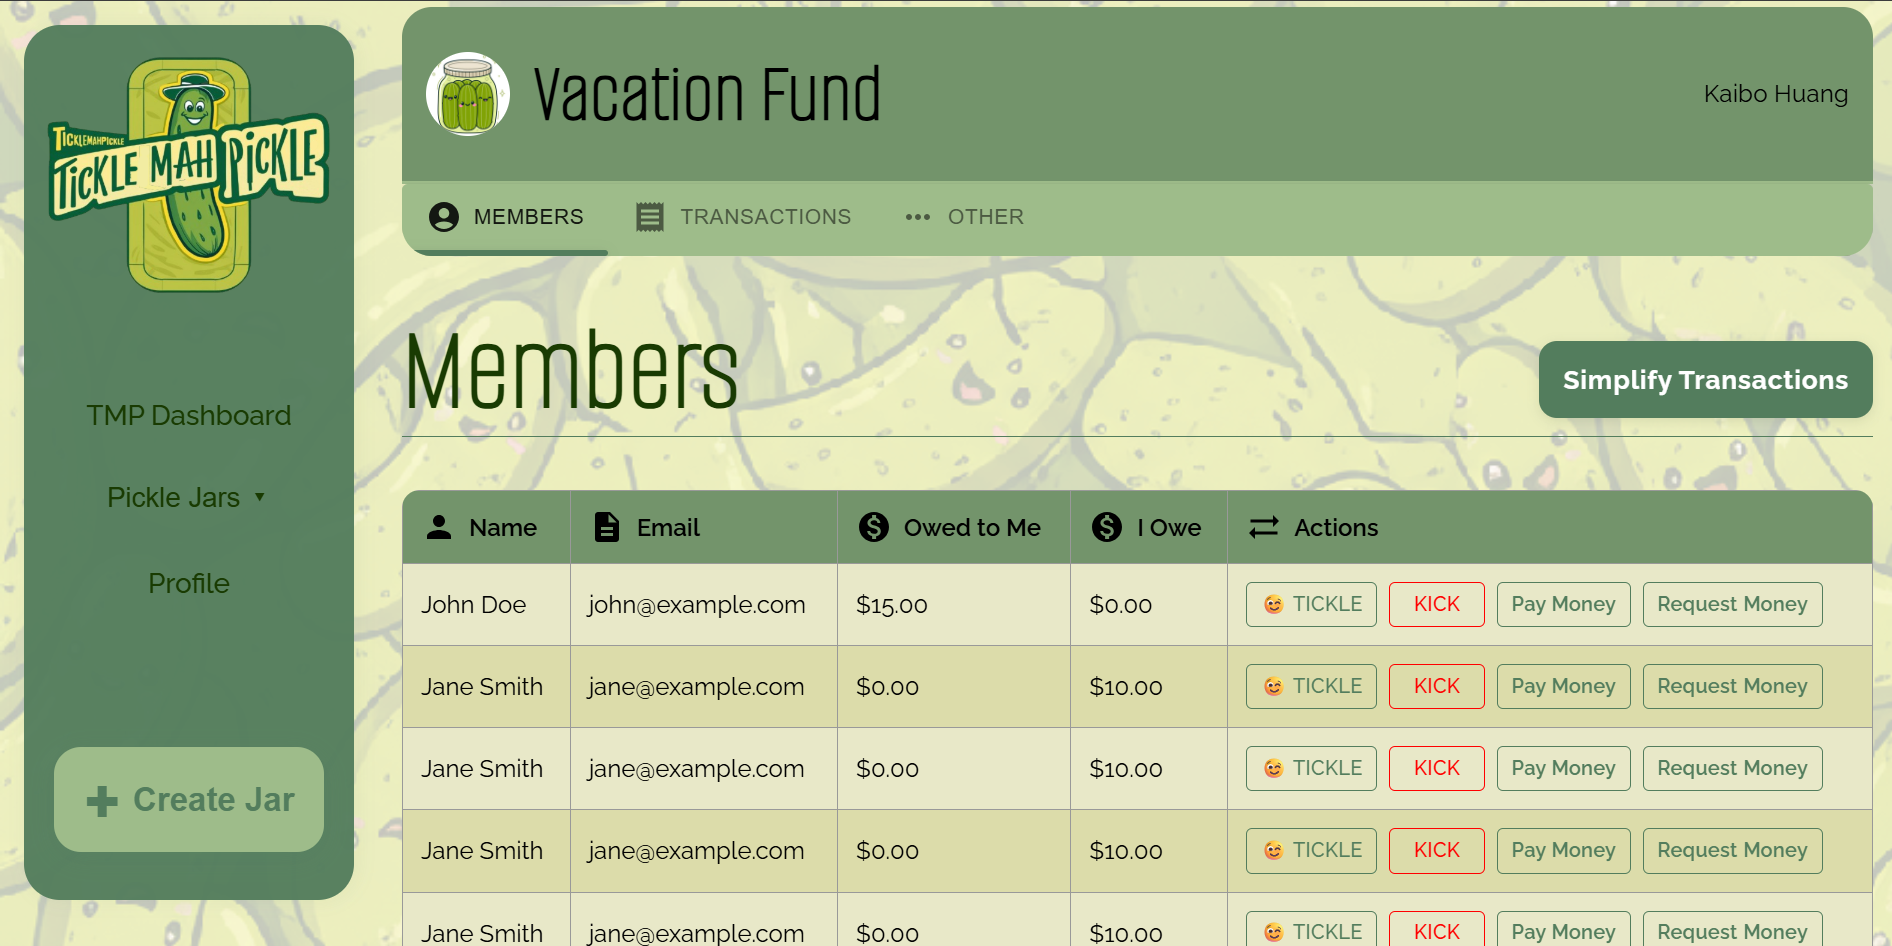 TICKLEMAHPICKLE
TICKLE MAH PICKLE
TMP Dashboard
Pickle Jars ▼
Profile
Create Jar
Vacation Fund
Kaibo Huang
MEMBERS TRANSACTIONS OTHER
Members
Simplify Transactions
Name Email Owed to Me I Owe Actions
John Doe john@example.com $15.00 $0.00 TICKLE KICK Pay Money Request Money
Jane Smith jane@example.com $0.00 $10.00 TICKLE KICK Pay Money Request Money
Jane Smith jane@example.com $0.00 $10.00 TICKLE KICK Pay Money Request Money
Jane Smith jane@example.com $0.00 $10.00 TICKLE KICK Pay Money Request Money
Jane Smith jane@example.com $0.00 $10.00 TICKLE KICK Pay Money Request Money